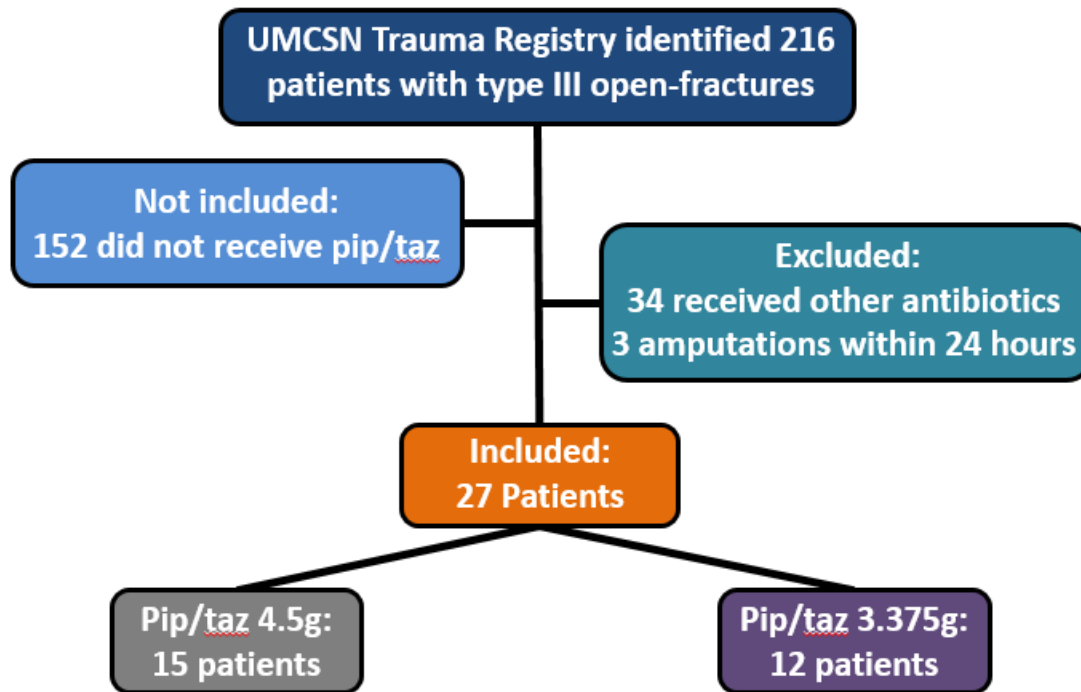 UMCSN Trauma Registry identified 216
patients with type III open-fractures
Not included:
152 did not receive pip/taz
Excluded:
34 received other antibiotics
3 amputations within 24 hours
Included:
27 Patients
Pip/taz 4.5g:
15 patients
Pip/taz 3.375g:
12 patients